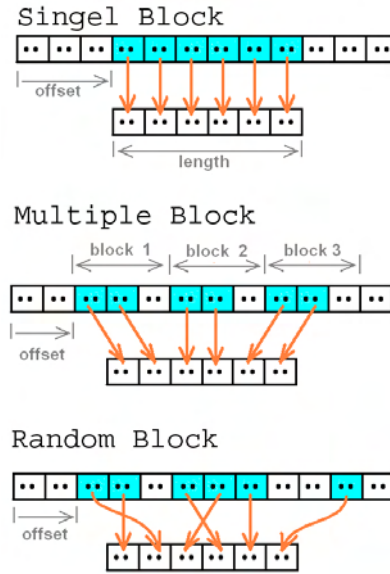 Singel Block
offset
length
Multiple Block
block 1 block 2 block 3
offset
Random Block
offset